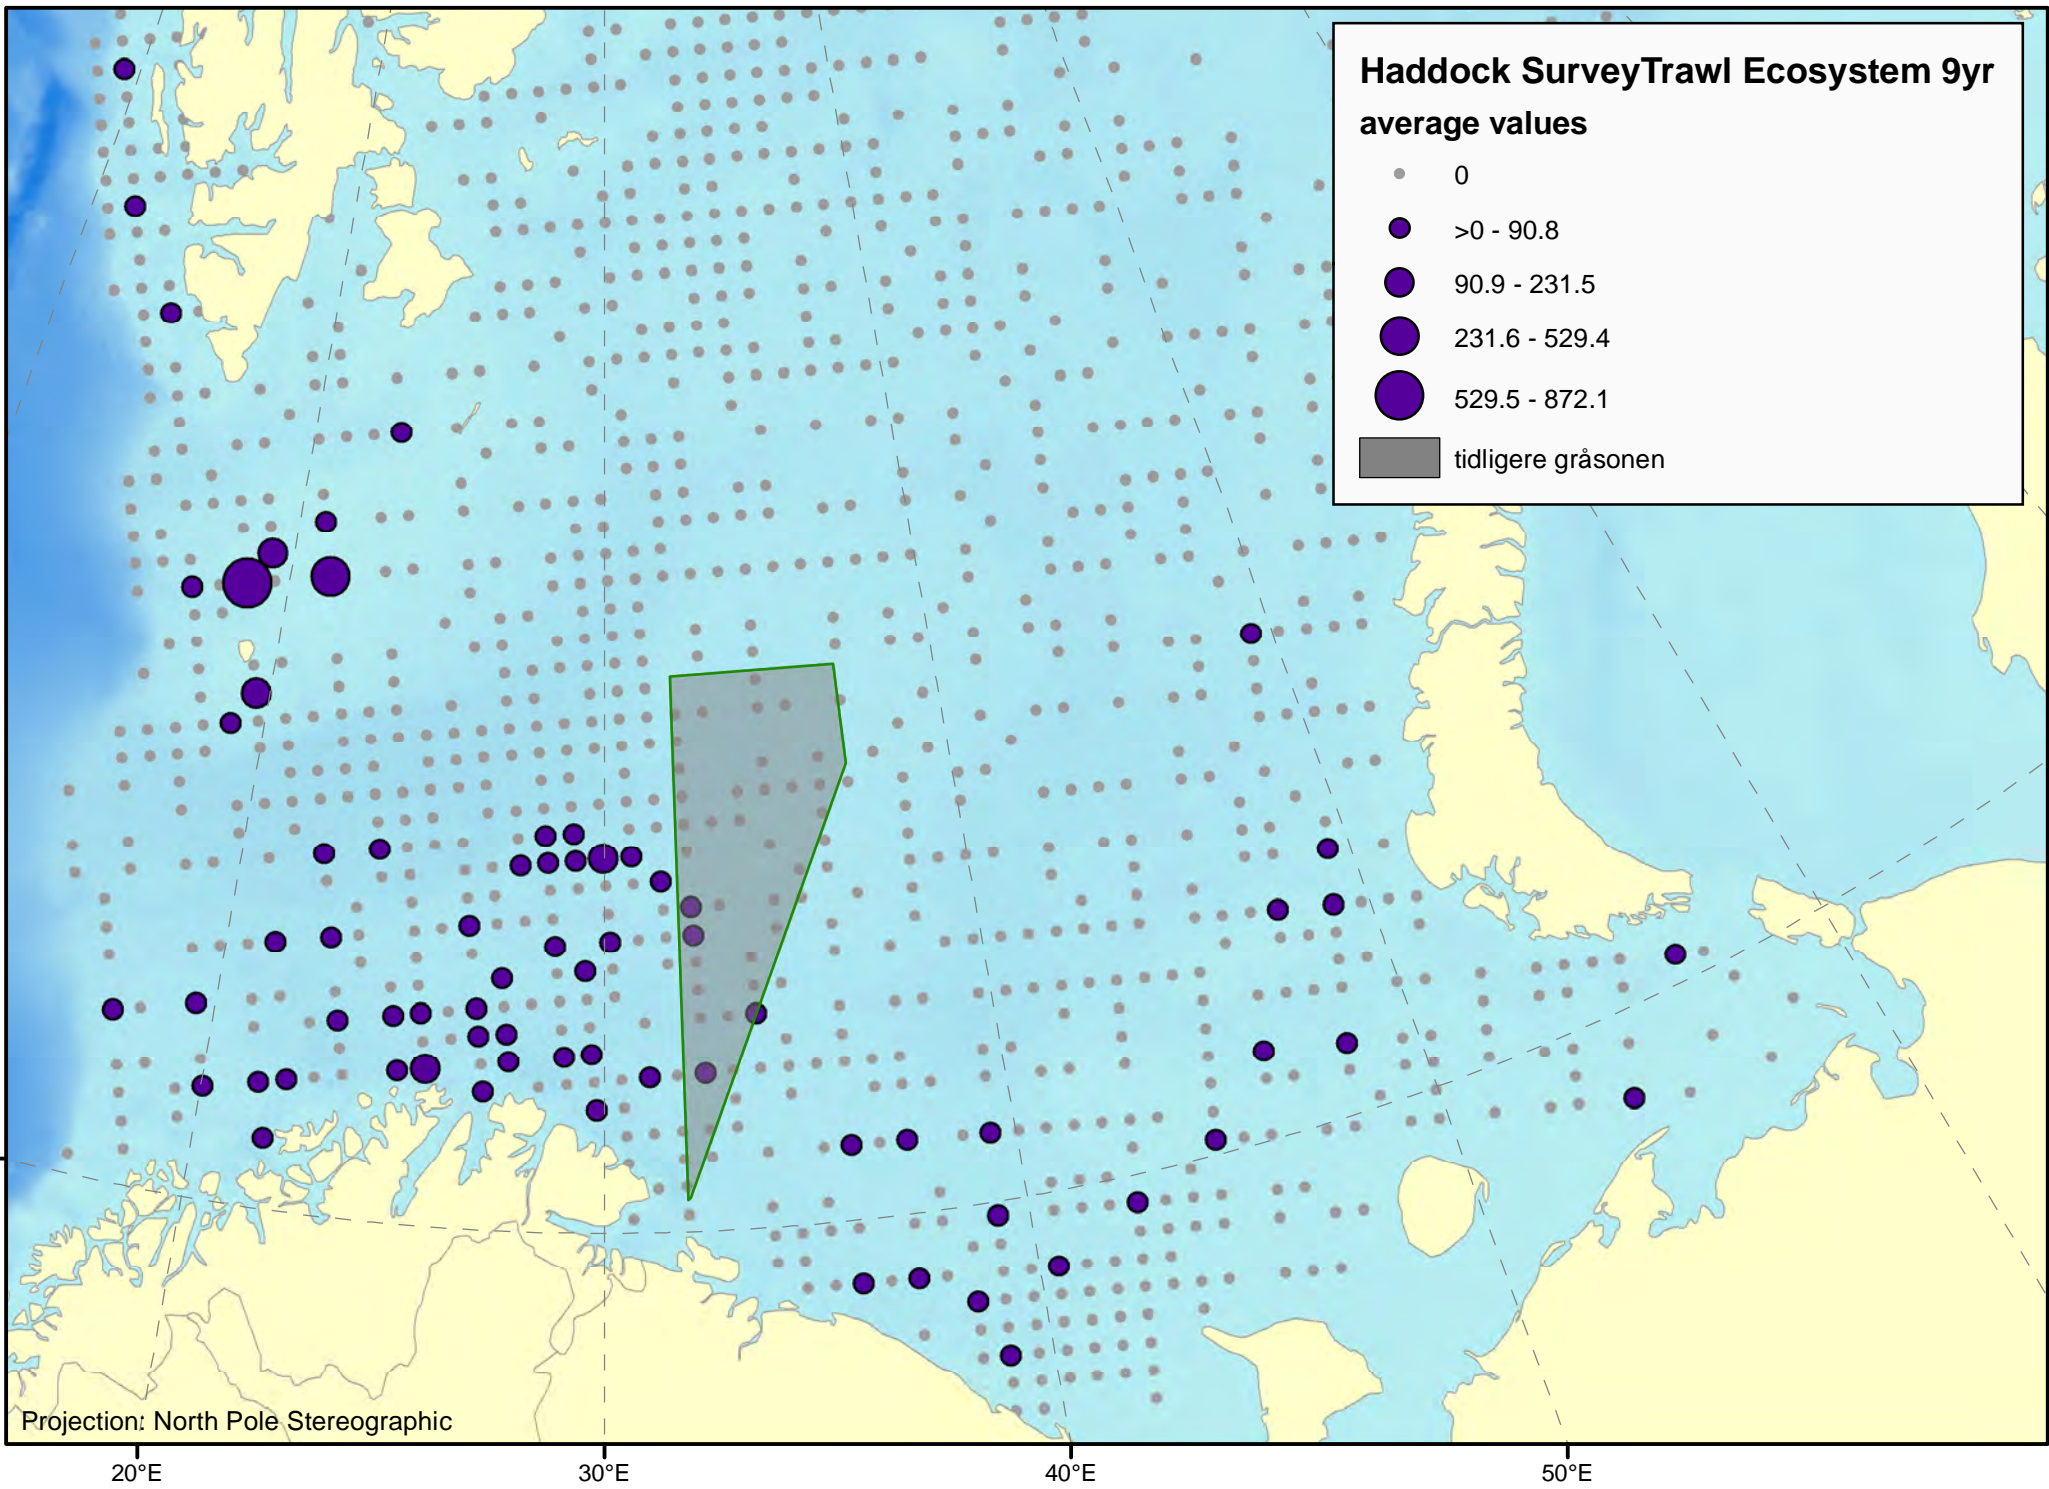 Haddock SurveyTrawl Ecosystem 9yr
average values
0
>0 - 90.8
90.9 - 231.5
231.6 - 529.4
529.5 - 872.1
tidligere gråsonen
Projection: North Pole Stereographic
20°E 30°E 40°E 50°E